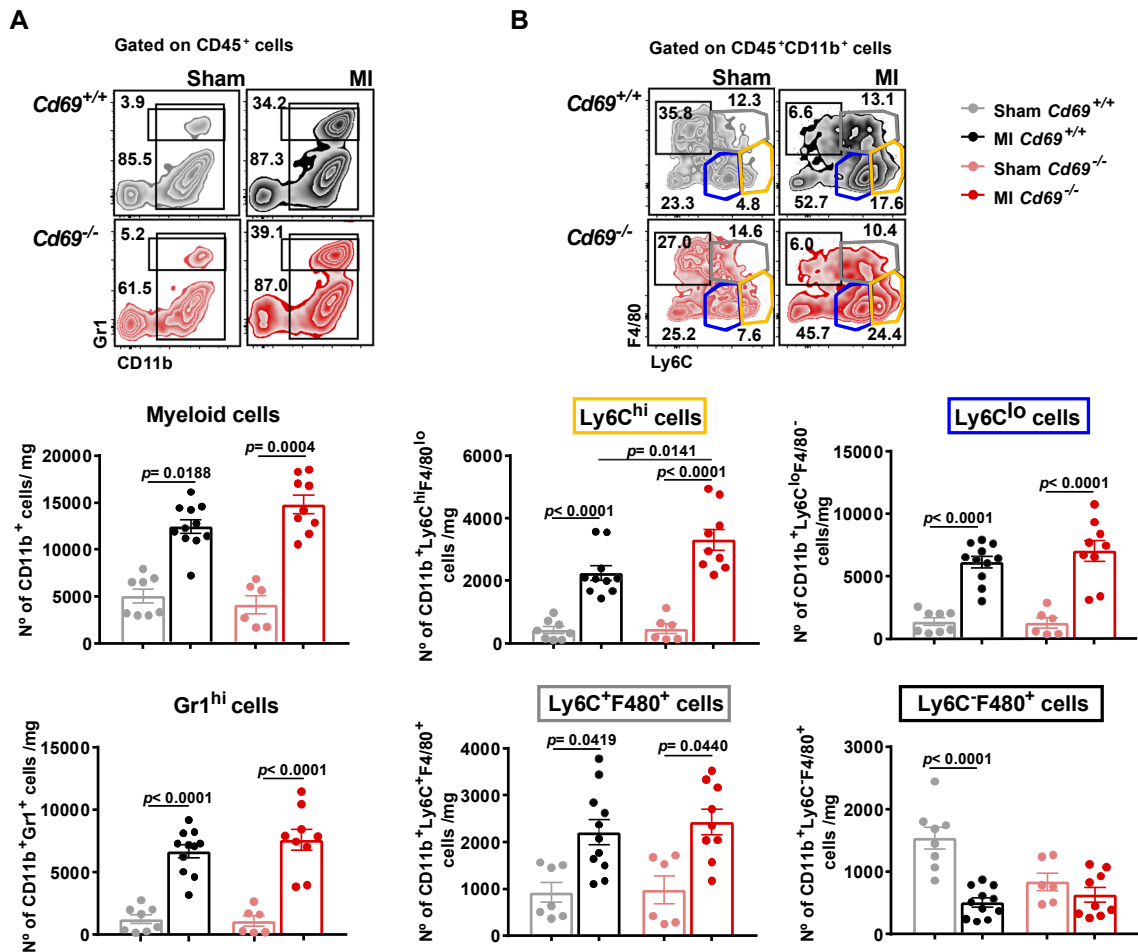 A
Gated on CD45+ cells
Sham MI
Cd69+/+
3.9
34.2
85.5
87.3
Cd69-/-
5.2
39.1
61.5
87.0
Gr1
CD11b
B
Gated on CD45+CD11b+ cells
Sham MI
Cd69+/+
35.8
12.3
6.6
13.1
23.3
4.8
52.7
17.6
Cd69-/-
27.0
14.6
6.0
10.4
25.2
7.6
45.7
24.4
F4/80
Ly6C
Sham Cd69+/+
MI Cd69+/+
Sham Cd69-/-
MI Cd69-/-
Myeloid cells
Nº of CD11b+ cells/ mg
20000
15000
10000
5000
0
p= 0.0188
p= 0.0004
Ly6Chi cells
Nº of CD11b+Ly6ChiF4/80lo
cells /mg
6000
4000
2000
0
p< 0.0001
p= 0.0141
p< 0.0001
Ly6Clo cells
Nº of CD11b+Ly6CloF4/80-
cells/mg
15000
10000
5000
0
p< 0.0001
p< 0.0001
Gr1hi cells
Nº of CD11b+Gr1+ cells /mg
15000
10000
5000
0
p< 0.0001
p< 0.0001
Ly6C+F480+ cells
Nº of CD11b+Ly6C+F4/80+
cells /mg
4000
3000
2000
1000
0
p= 0.0419
p= 0.0440
Ly6C-F480+ cells
Nº of CD11b+Ly6C-F4/80+
cells /mg
3000
2000
1000
0
p< 0.0001